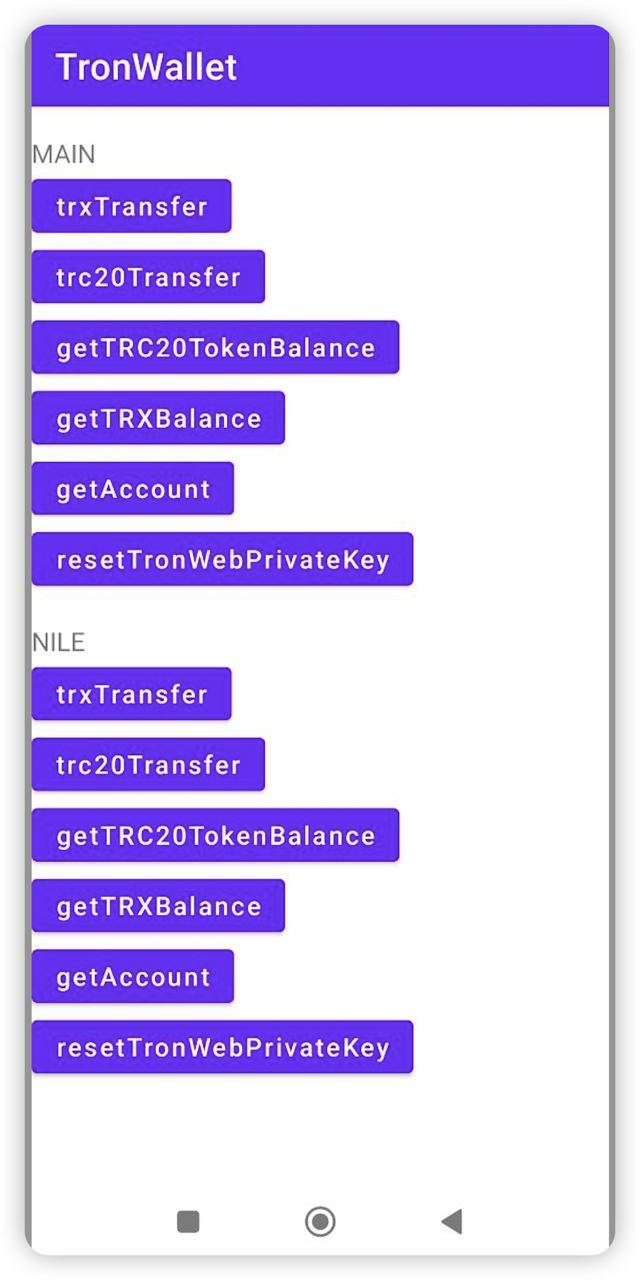 TronWallet
MAIN
trxTransfer
trc20Transfer
getTRC20TokenBalance
getTRXBalance
getAccount
resetTronWebPrivateKey
NILE
trxTransfer
trc20Transfer
getTRC20TokenBalance
getTRXBalance
getAccount
resetTronWebPrivateKey